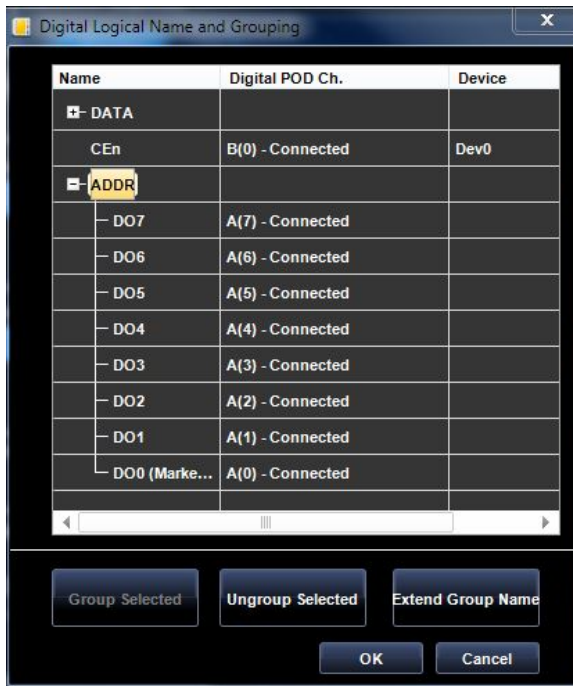 Digital Logical Name and Grouping
x
Name Digital POD Ch. Device
DATA
CEn B(0) - Connected Dev0
ADDR
DO7 A(7) - Connected
DO6 A(6) - Connected
DO5 A(5) - Connected
DO4 A(4) - Connected
DO3 A(3) - Connected
DO2 A(2) - Connected
DO1 A(1) - Connected
DO0 (Marke... A(0) - Connected
Group Selected Ungroup Selected Extend Group Name
OK Cancel